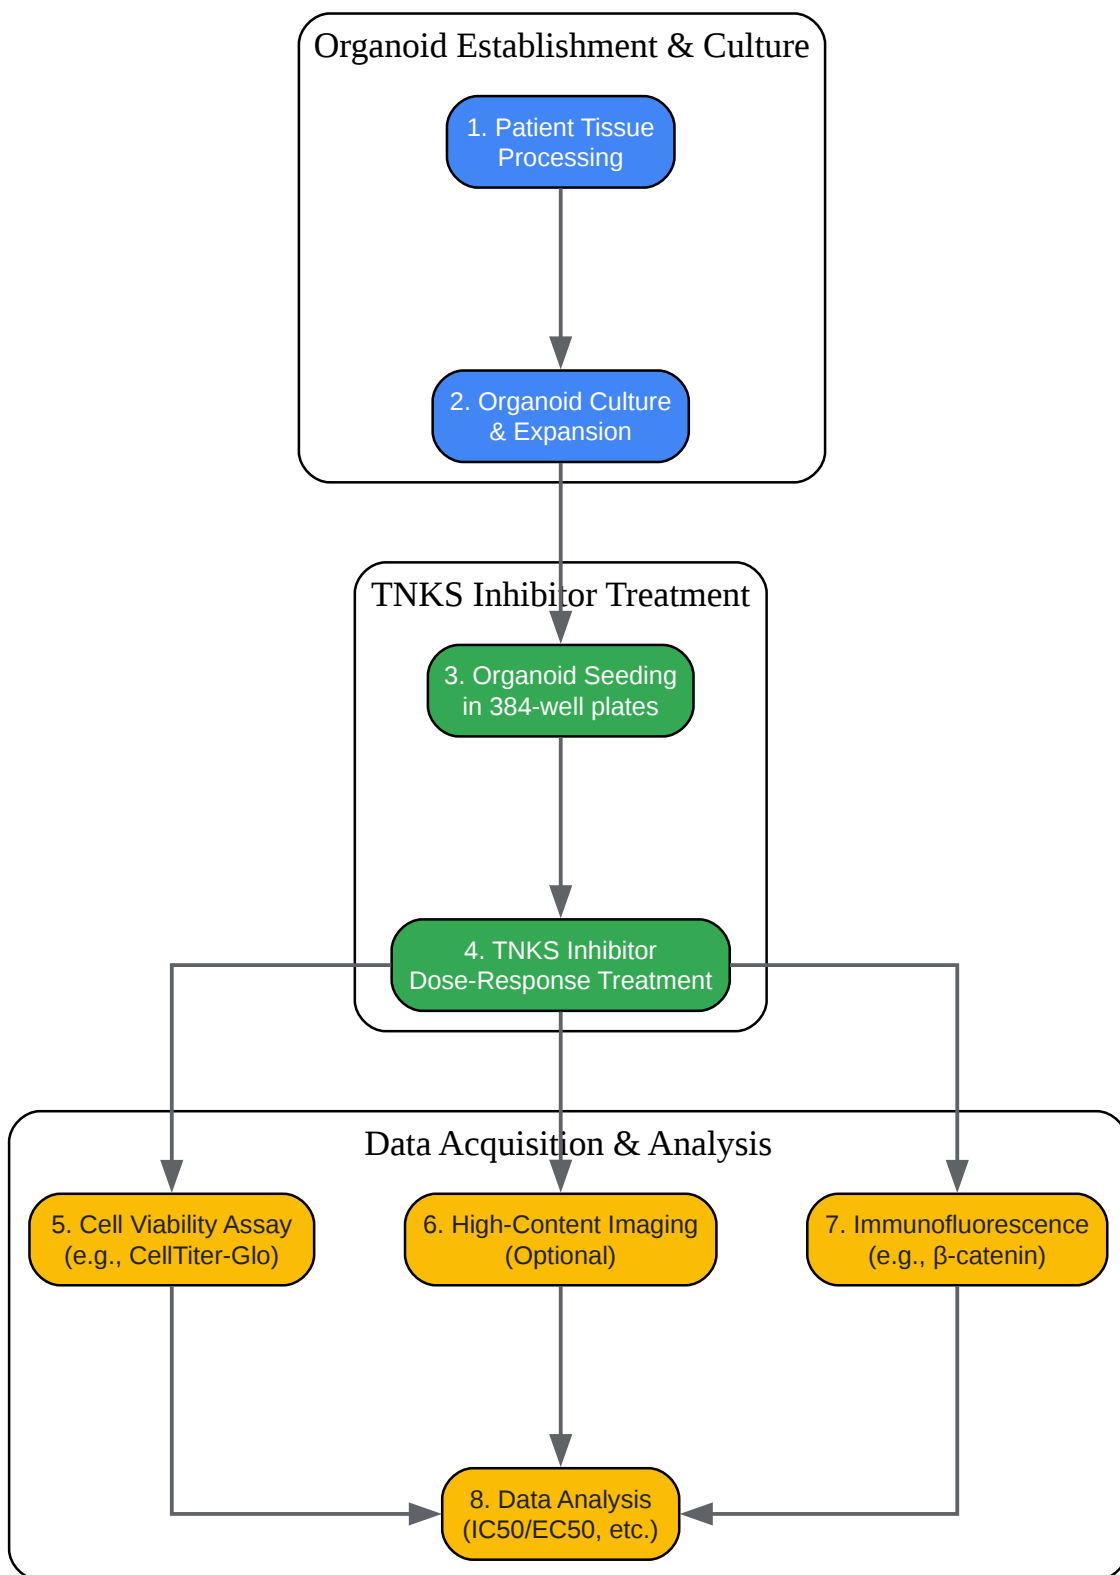 Organoid Establishment & Culture
1. Patient Tissue
Processing
2. Organoid Culture
& Expansion
TNKS Inhibitor Treatment
3. Organoid Seeding
in 384-well plates
4. TNKS Inhibitor
Dose-Response Treatment
Data Acquisition & Analysis
5. Cell Viability Assay
(e.g., CellTiter-Glo)
6. High-Content Imaging
(Optional)
7. Immunofluorescence
(e.g., β-catenin)
8. Data Analysis
(IC50/EC50, etc.)